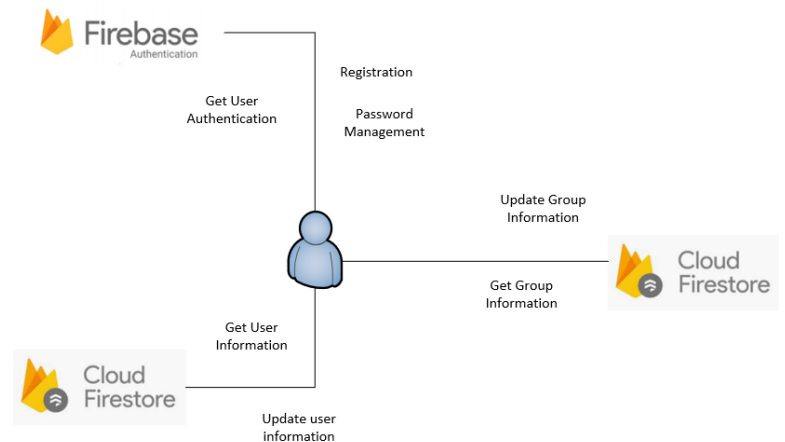 Firebase
Authentication
Registration
Get User
Authentication
Password
Management
Update Group
Information
Cloud
Firestore
Get Group
Information
Get User
Information
Cloud
Firestore
Update user
information